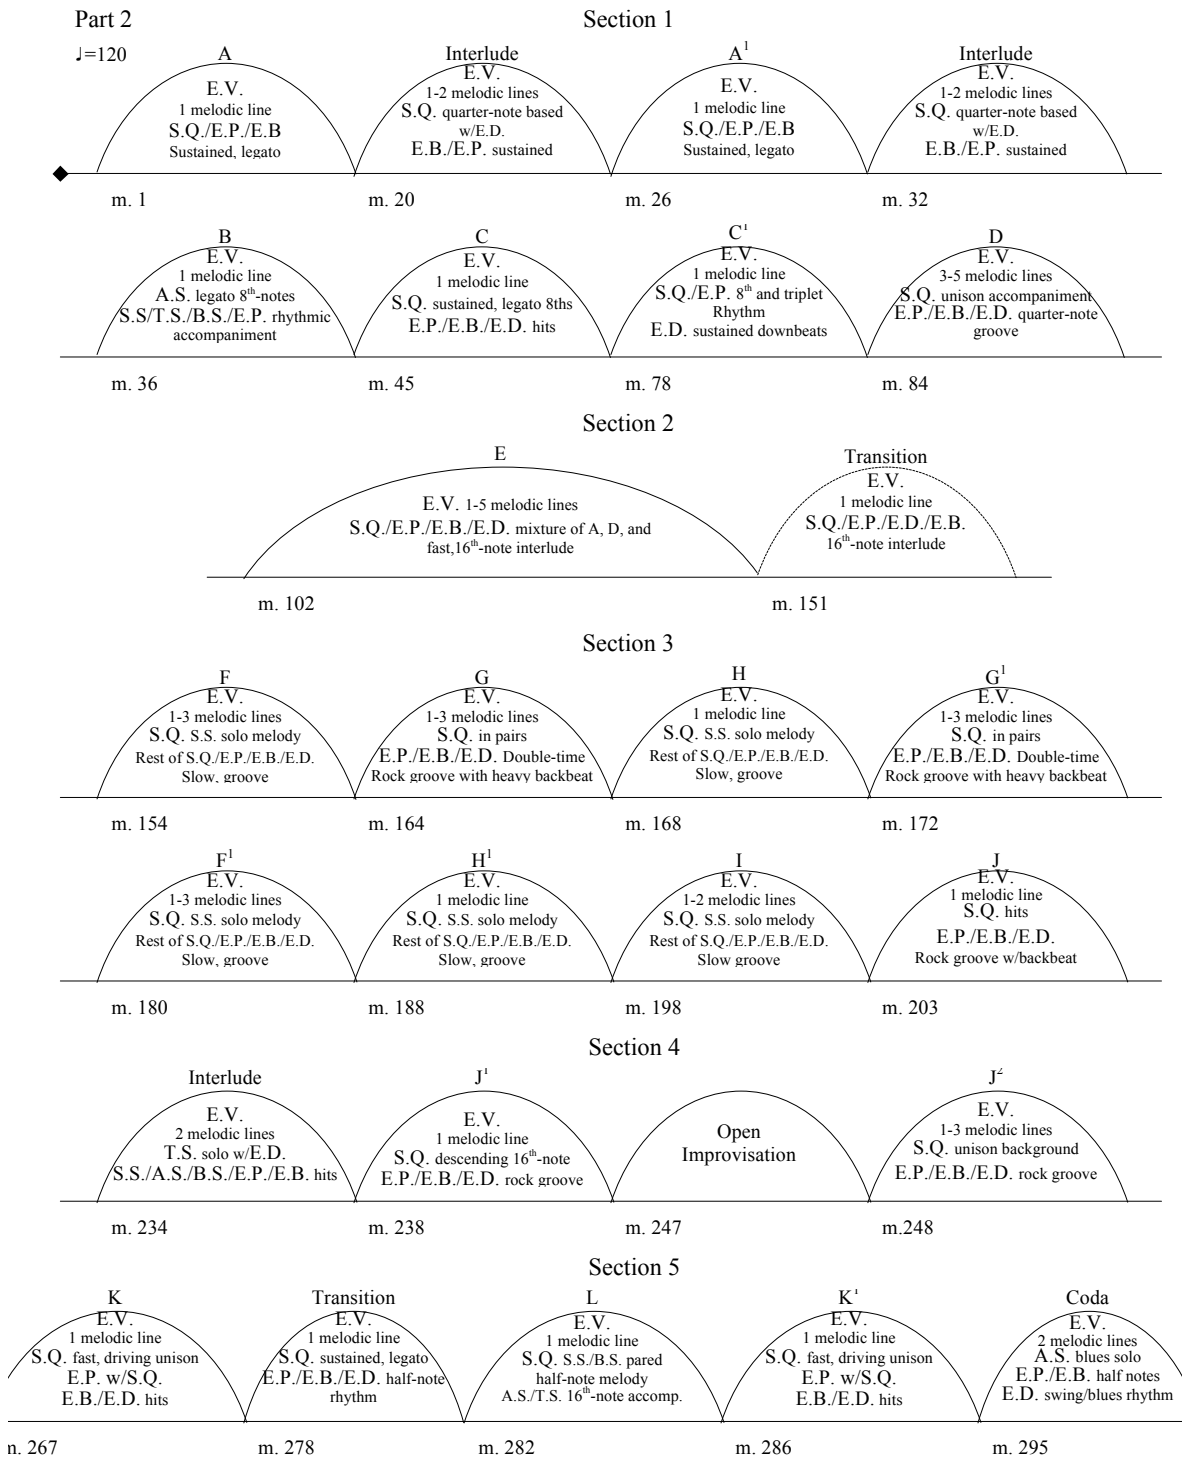 Part 2
Section 1
♩=120
A
E.V.
1 melodic line
S.Q./E.P./E.B
Sustained, legato
m. 1
Interlude
E.V.
1-2 melodic lines
S.Q. quarter-note based
w/E.D.
E.B./E.P. sustained
m. 20
A¹
E.V.
1 melodic line
S.Q./E.P./E.B
Sustained, legato
m. 26
Interlude
E.V.
1-2 melodic lines
S.Q. quarter-note based
w/E.D.
E.B./E.P. sustained
m. 32
B
E.V.
1 melodic line
A.S. legato 8th-notes
S.S/T.S./B.S./E.P. rhythmic
accompaniment
m. 36
C
E.V.
1 melodic line
S.Q. sustained, legato 8ths
E.P./E.B./E.D. hits
m. 45
C¹
E.V.
1 melodic line
S.Q./E.P. 8th and triplet
Rhythm
E.D. sustained downbeats
m. 78
D
E.V.
3-5 melodic lines
S.Q. unison accompaniment
E.P./E.B./E.D. quarter-note
groove
m. 84
Section 2
E
E.V. 1-5 melodic lines
S.Q./E.P./E.B./E.D. mixture of A, D, and
fast,16th-note interlude
m. 102
Transition
E.V.
1 melodic line
S.Q./E.P./E.D./E.B.
16th-note interlude
m. 151
Section 3
F
E.V.
1-3 melodic lines
S.Q. S.S. solo melody
Rest of S.Q./E.P./E.B./E.D.
Slow, groove
m. 154
G
E.V.
1-3 melodic lines
S.Q. in pairs
E.P./E.B./E.D. Double-time
Rock groove with heavy backbeat
m. 164
H
E.V.
1 melodic line
S.Q. S.S. solo melody
Rest of S.Q./E.P./E.B./E.D.
Slow, groove
m. 168
G¹
E.V.
1-3 melodic lines
S.Q. in pairs
E.P./E.B./E.D. Double-time
Rock groove with heavy backbeat
m. 172
F¹
E.V.
1-3 melodic lines
S.Q. S.S. solo melody
Rest of S.Q./E.P./E.B./E.D.
Slow, groove
m. 180
H¹
E.V.
1 melodic line
S.Q. S.S. solo melody
Rest of S.Q./E.P./E.B./E.D.
Slow, groove
m. 188
I
E.V.
1-2 melodic lines
S.Q. S.S. solo melody
Rest of S.Q./E.P./E.B./E.D.
Slow groove
m. 198
J
E.V.
1 melodic line
S.Q. hits
E.P./E.B./E.D.
Rock groove w/backbeat
m. 203
Section 4
Interlude
E.V.
2 melodic lines
T.S. solo w/E.D.
S.S./A.S./B.S./E.P./E.B. hits
m. 234
J¹
E.V.
1 melodic line
S.Q. descending 16th-note
E.P./E.B./E.D. rock groove
m. 238
Open
Improvisation
m. 247
J²
E.V.
1-3 melodic lines
S.Q. unison background
E.P./E.B./E.D. rock groove
m.248
Section 5
K
E.V.
1 melodic line
S.Q. fast, driving unison
E.P. w/S.Q.
E.B./E.D. hits
m. 267
Transition
E.V.
1 melodic line
S.Q. sustained, legato
E.P./E.B./E.D. half-note
rhythm
m. 278
L
E.V.
1 melodic line
S.Q. S.S./B.S. pared
half-note melody
A.S./T.S. 16th-note accomp.
m. 282
K¹
E.V.
1 melodic line
S.Q. fast, driving unison
E.P. w/S.Q.
E.B./E.D. hits
m. 286
Coda
E.V.
2 melodic lines
A.S. blues solo
E.P./E.B. half notes
E.D. swing/blues rhythm
m. 295